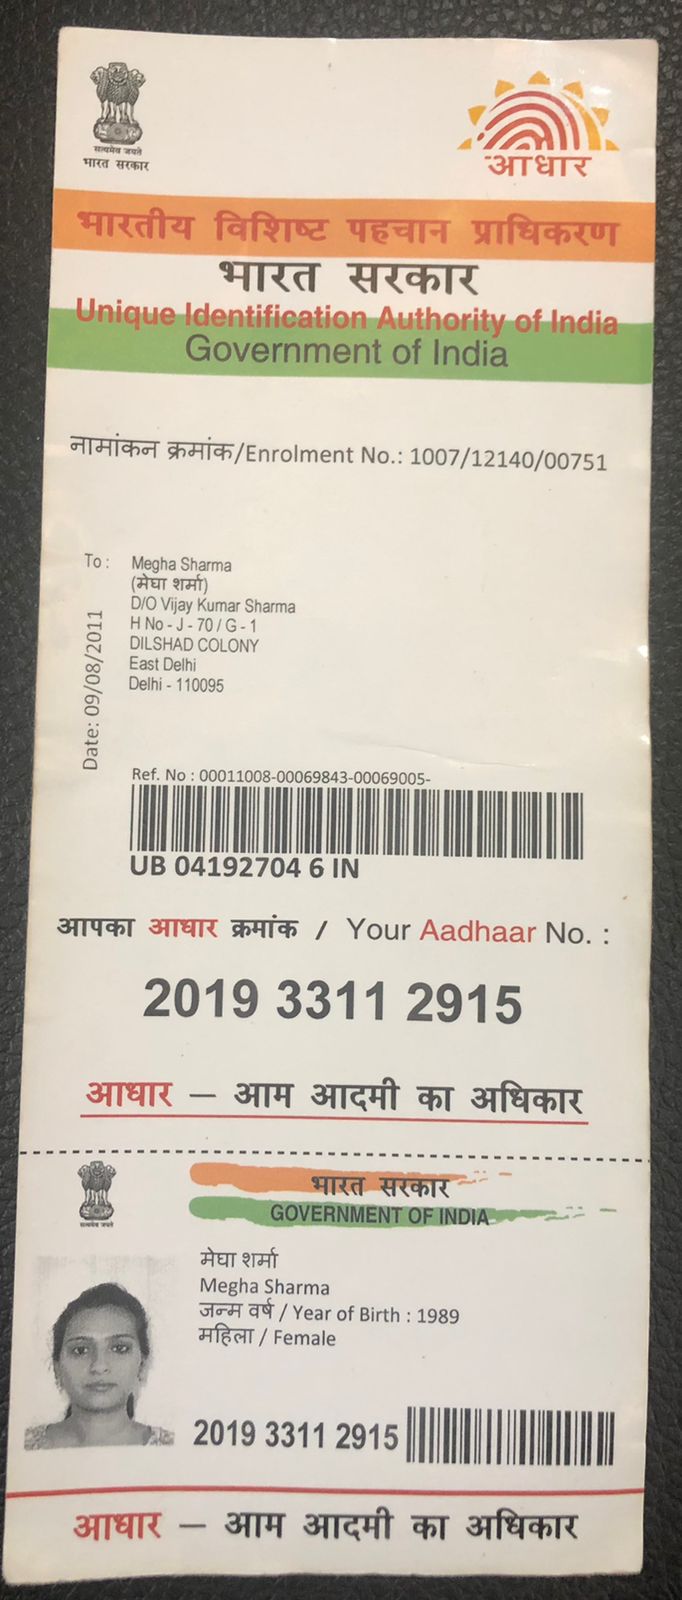 सत्यमेव जयते
भारत सरकार
आधार
भारतीय विशिष्ट पहचान प्राधिकरण
भारत सरकार
Unique Identification Authority of India
Government of India
नामांकन क्रमांक/Enrolment No.: 1007/12140/00751
To :
Megha Sharma
(मेघा शर्मा)
D/O Vijay Kumar Sharma
H No - J - 70 / G - 1
DILSHAD COLONY
East Delhi
Delhi - 110095
Date: 09/08/2011
Ref. No : 00011008-00069843-00069005-
UB 04192704 6 IN
आपका आधार क्रमांक / Your Aadhaar No. :
2019 3311 2915
आधार – आम आदमी का अधिकार
सत्यमेव जयते
भारत सरकार
GOVERNMENT OF INDIA
मेघा शर्मा
Megha Sharma
जन्म वर्ष / Year of Birth : 1989
महिला / Female
2019 3311 2915
आधार – आम आदमी का अधिकार